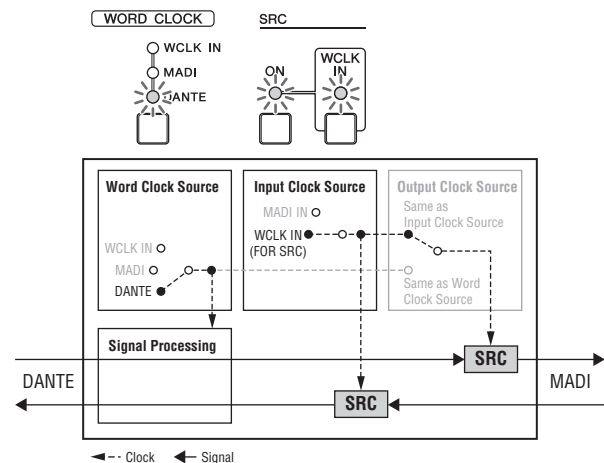 WORD CLOCK
SRC
WCLK IN
MADI
DANTE
ON
WCLK
IN
Word Clock Source
Input Clock Source
Output Clock Source
MADI IN
Same as
Input Clock Source
WCLK IN
(FOR SRC)
WCLK IN
MADI
DANTE
Same as Word
Clock Source
Signal Processing
SRC
DANTE
MADI
SRC
Clock
Signal